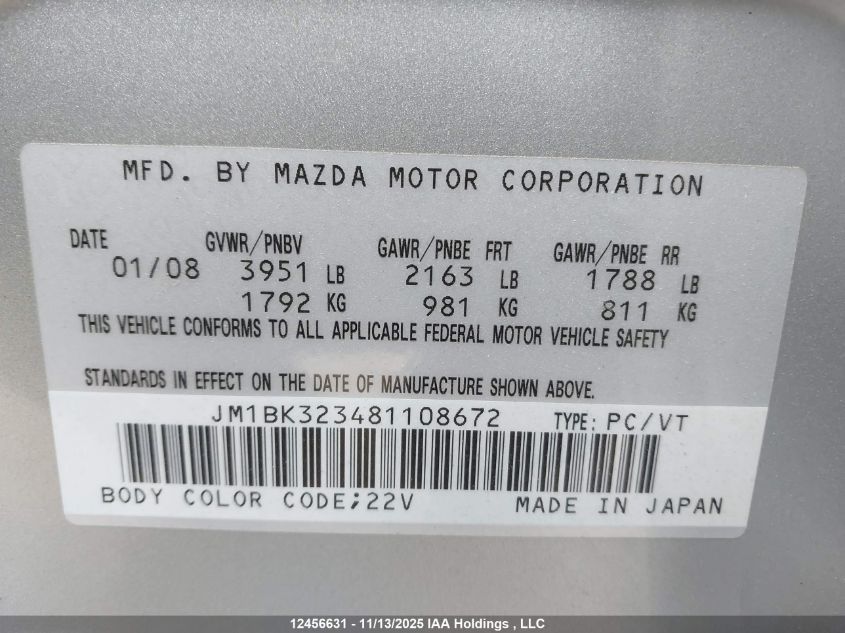 MFD. BY MAZDA MOTOR CORPORATION
DATE GVWR/PNBV GAWR/PNBE FRT GAWR/PNBE RR
01/08 3951 LB 2163 LB 1788 LB
1792 KG 981 KG 811 KG
THIS VEHICLE CONFORMS TO ALL APPLICABLE FEDERAL MOTOR VEHICLE SAFETY
STANDARDS IN EFFECT ON THE DATE OF MANUFACTURE SHOWN ABOVE.
JM1BK323481108672 TYPE: PC/VT
BODY COLOR CODE;22V MADE IN JAPAN
12456631 - 11/13/2025 IAA Holdings , LLC